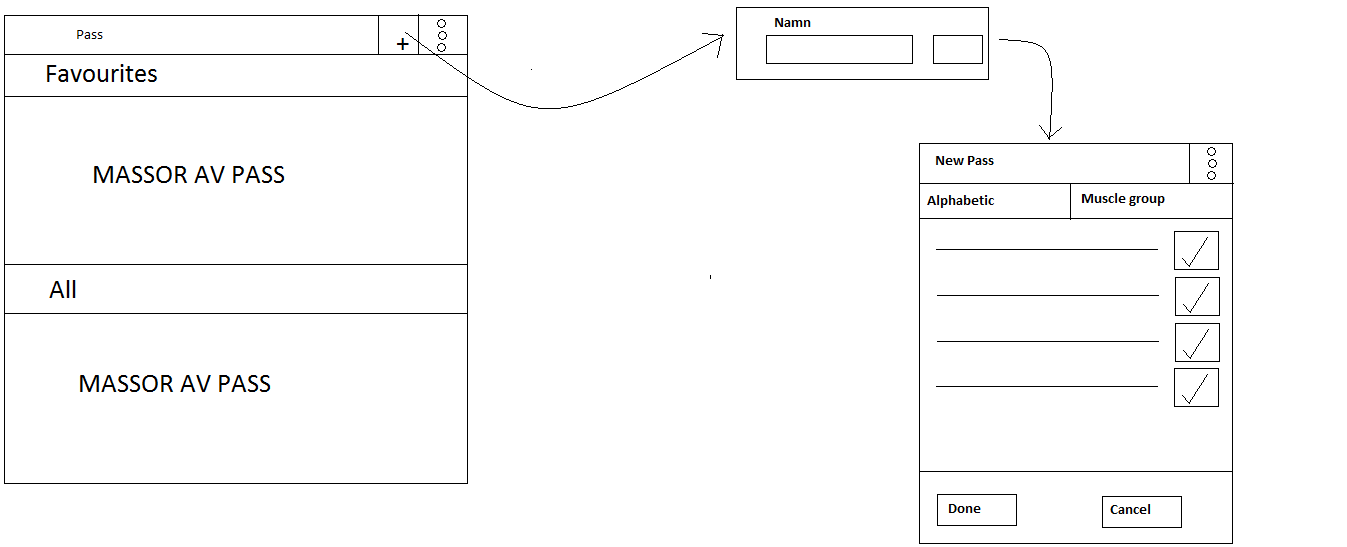 Pass
+
Favourites
MASSOR AV PASS
All
MASSOR AV PASS
Namn
New Pass
Alphabetic
Muscle group
Done
Cancel